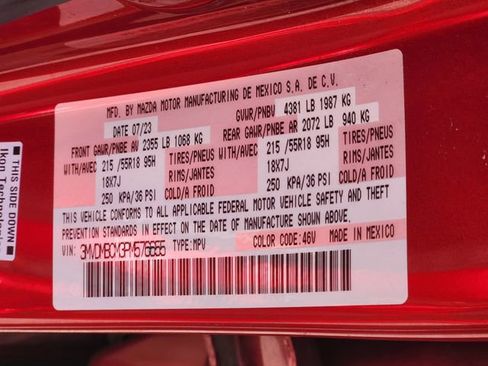 MFD. BY MAZDA MOTOR MANUFACTURING DE MEXICO S.A. DE C.V.
DATE 07/23 GVWR/PNBV 4381 LB 1987 KG
FRONT GAWR/PNBE AV 2355 LB 1068 KG REAR GAWR/PNBE AR 2072 LB 940 KG
WITH/AVEC 215 /55R18 95H TIRES/PNEUS WITH/AVEC 215 /55R18 95H TIRES/PNEUS
18X7J RIMS/JANTES 18X7J RIMS/JANTES
250 KPA/36 PSI COLD/A FROID 250 KPA/36 PSI COLD/A FROID
THIS VEHICLE CONFORMS TO ALL APPLICABLE FEDERAL MOTOR VEHICLE SAFETY AND THEFT
PREVENTION STANDARDS IN EFFECT ON THE DATE OF MANUFACTURE SHOWN ABOVE.
VIN: TYPE:MPV COLOR CODE:46V MADE IN MEXICO
THIS SIDE DOWN
Ikon Technologies